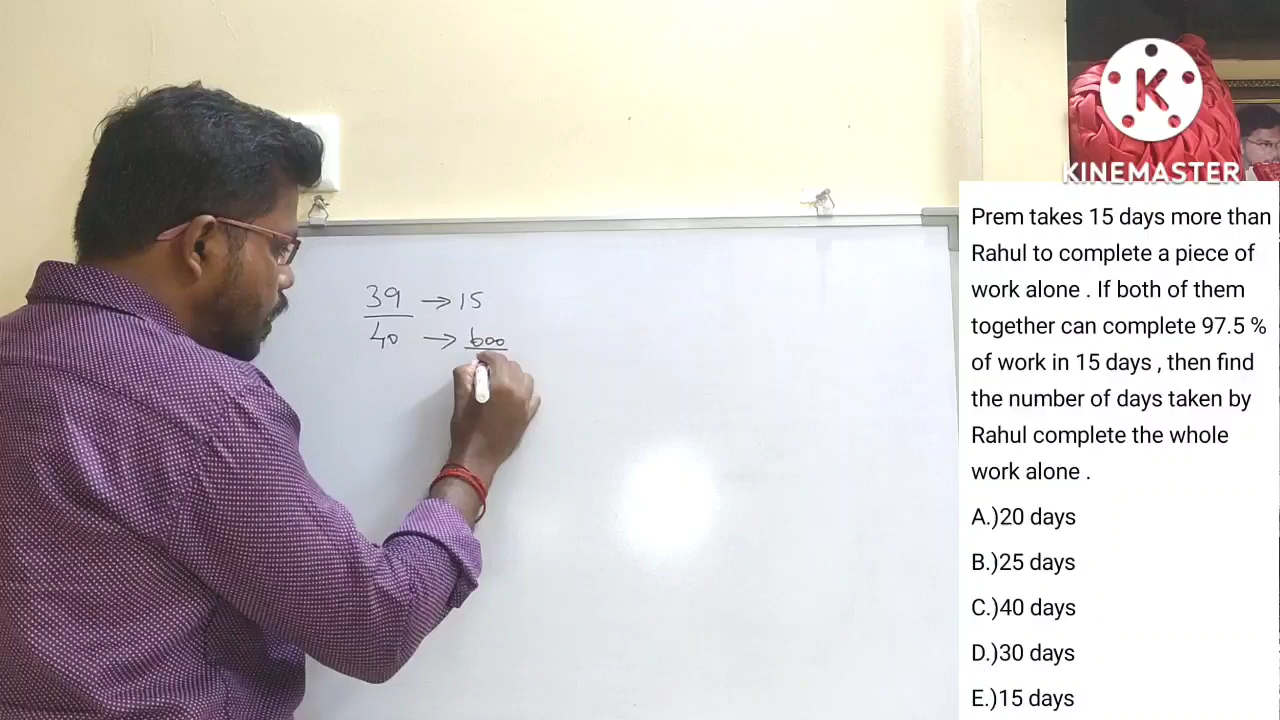 K
KINEMASTER
39 → 15
40 → 600
Prem takes 15 days more than
Rahul to complete a piece of
work alone . If both of them
together can complete 97.5 %
of work in 15 days , then find
the number of days taken by
Rahul complete the whole
work alone .
A.)20 days
B.)25 days
C.)40 days
D.)30 days
E.)15 days